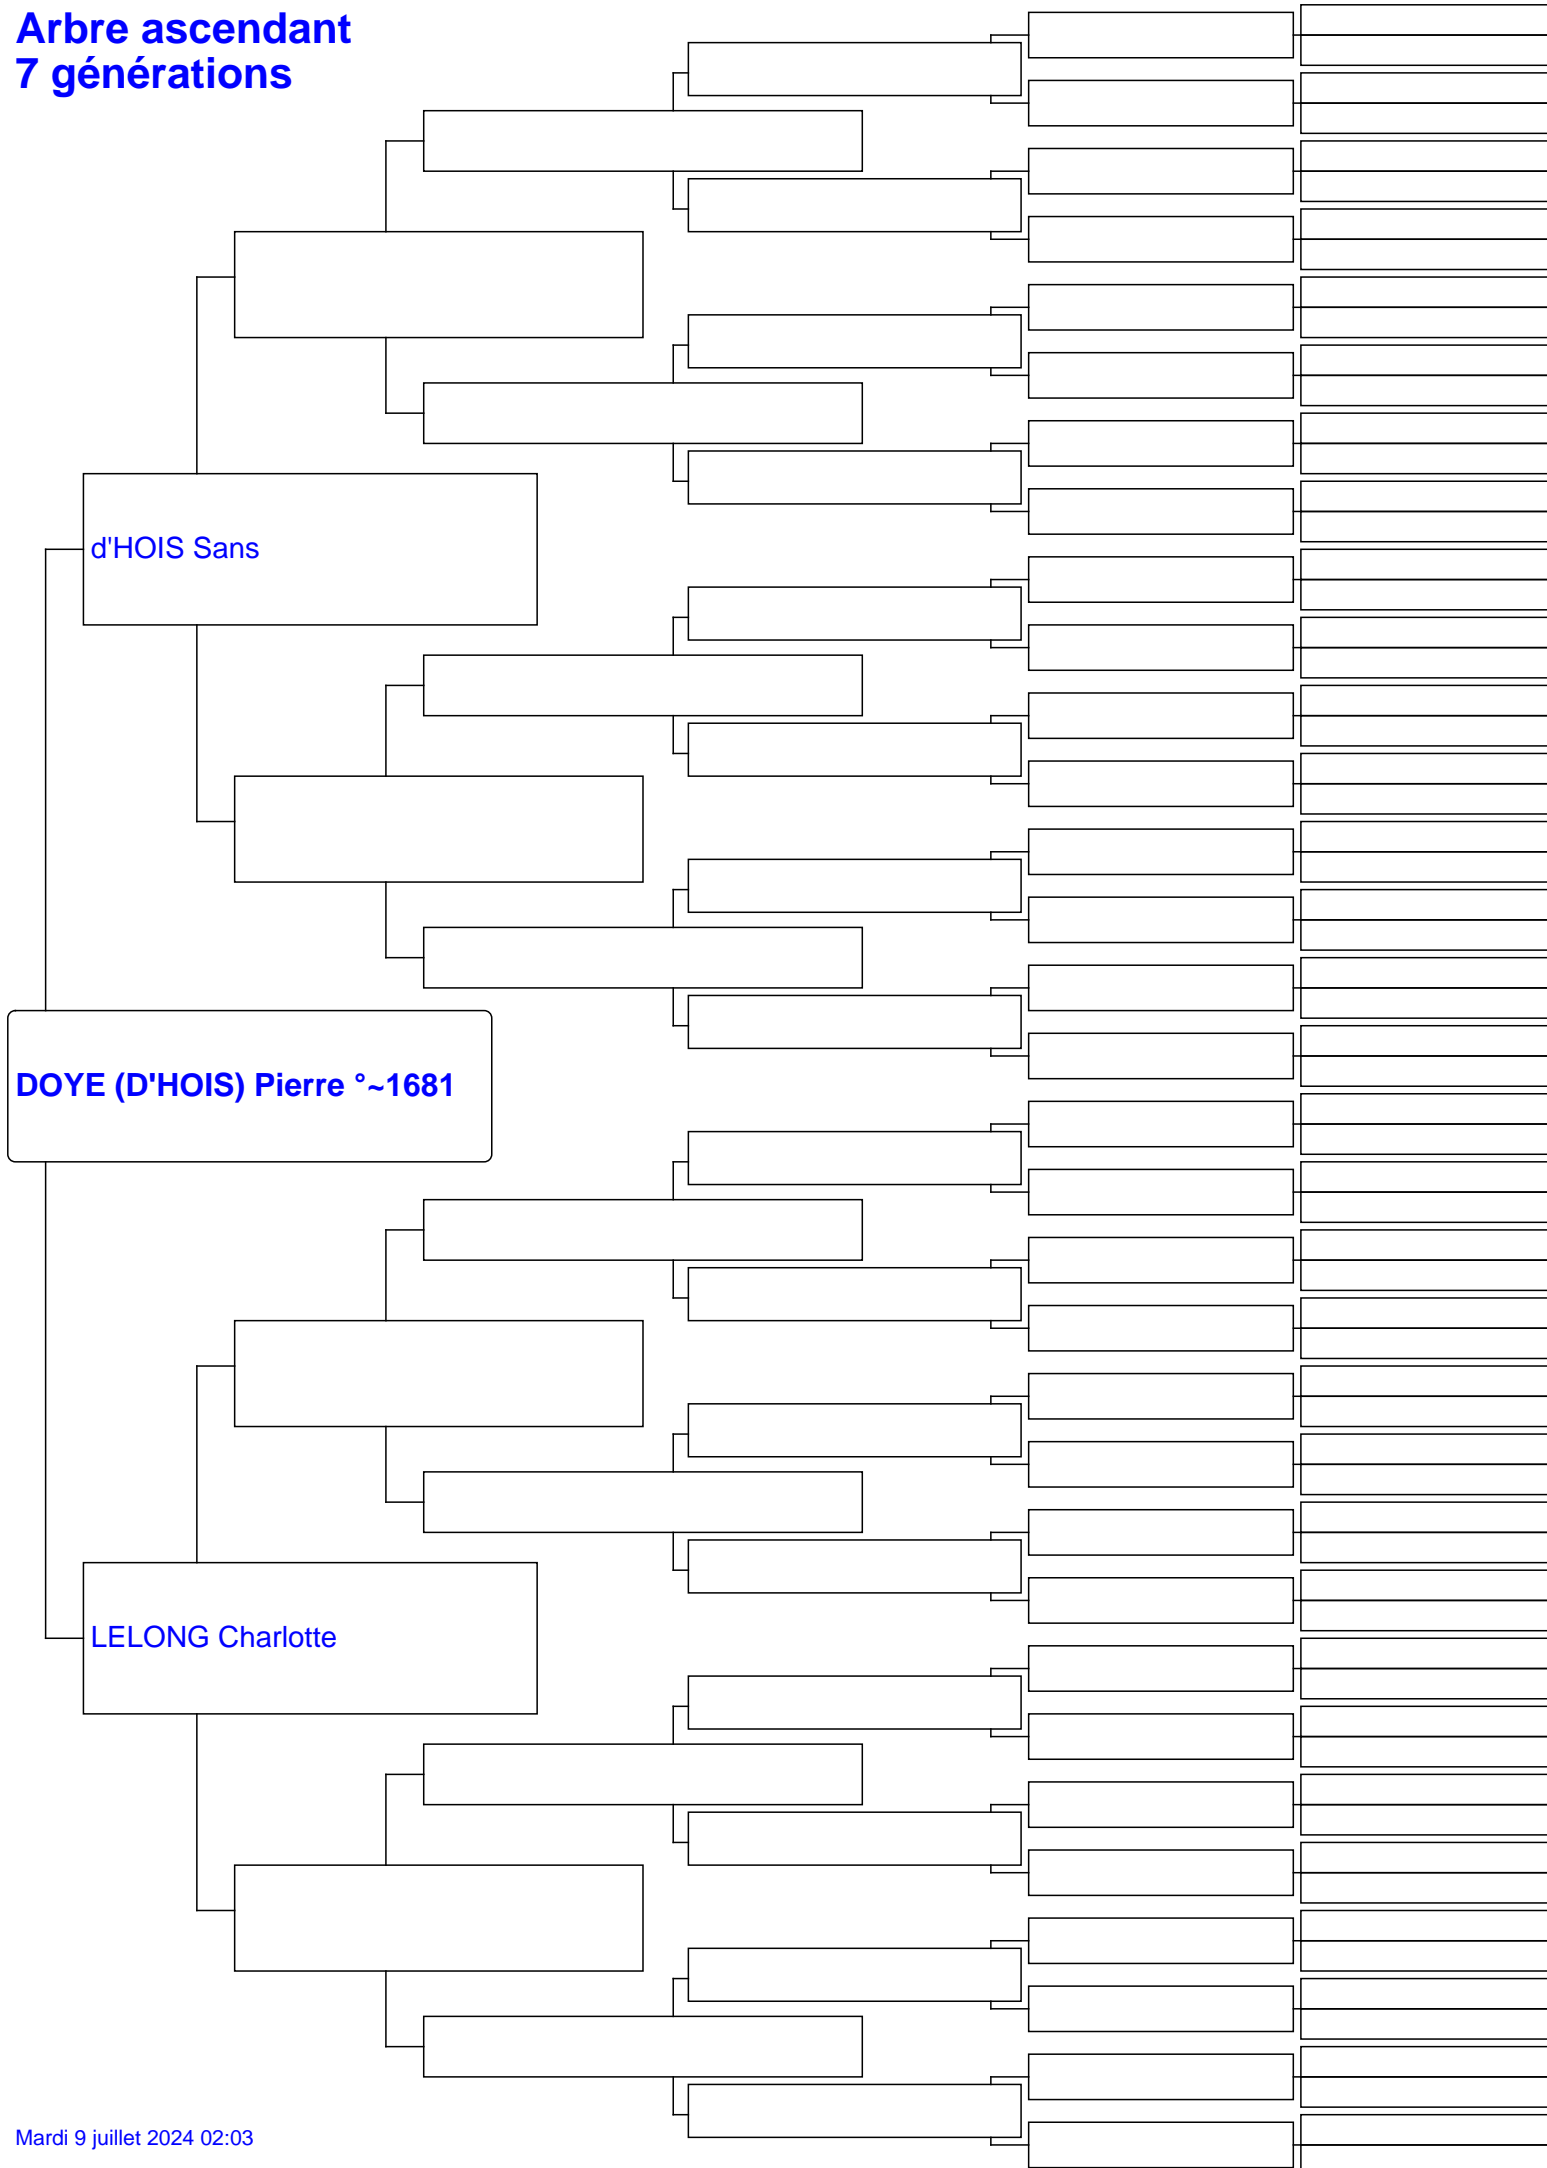 Arbre ascendant
7 générations
d'HOIS Sans
DOYE (D'HOIS) Pierre °~1681
LELONG Charlotte
Mardi 9 juillet 2024 02:03